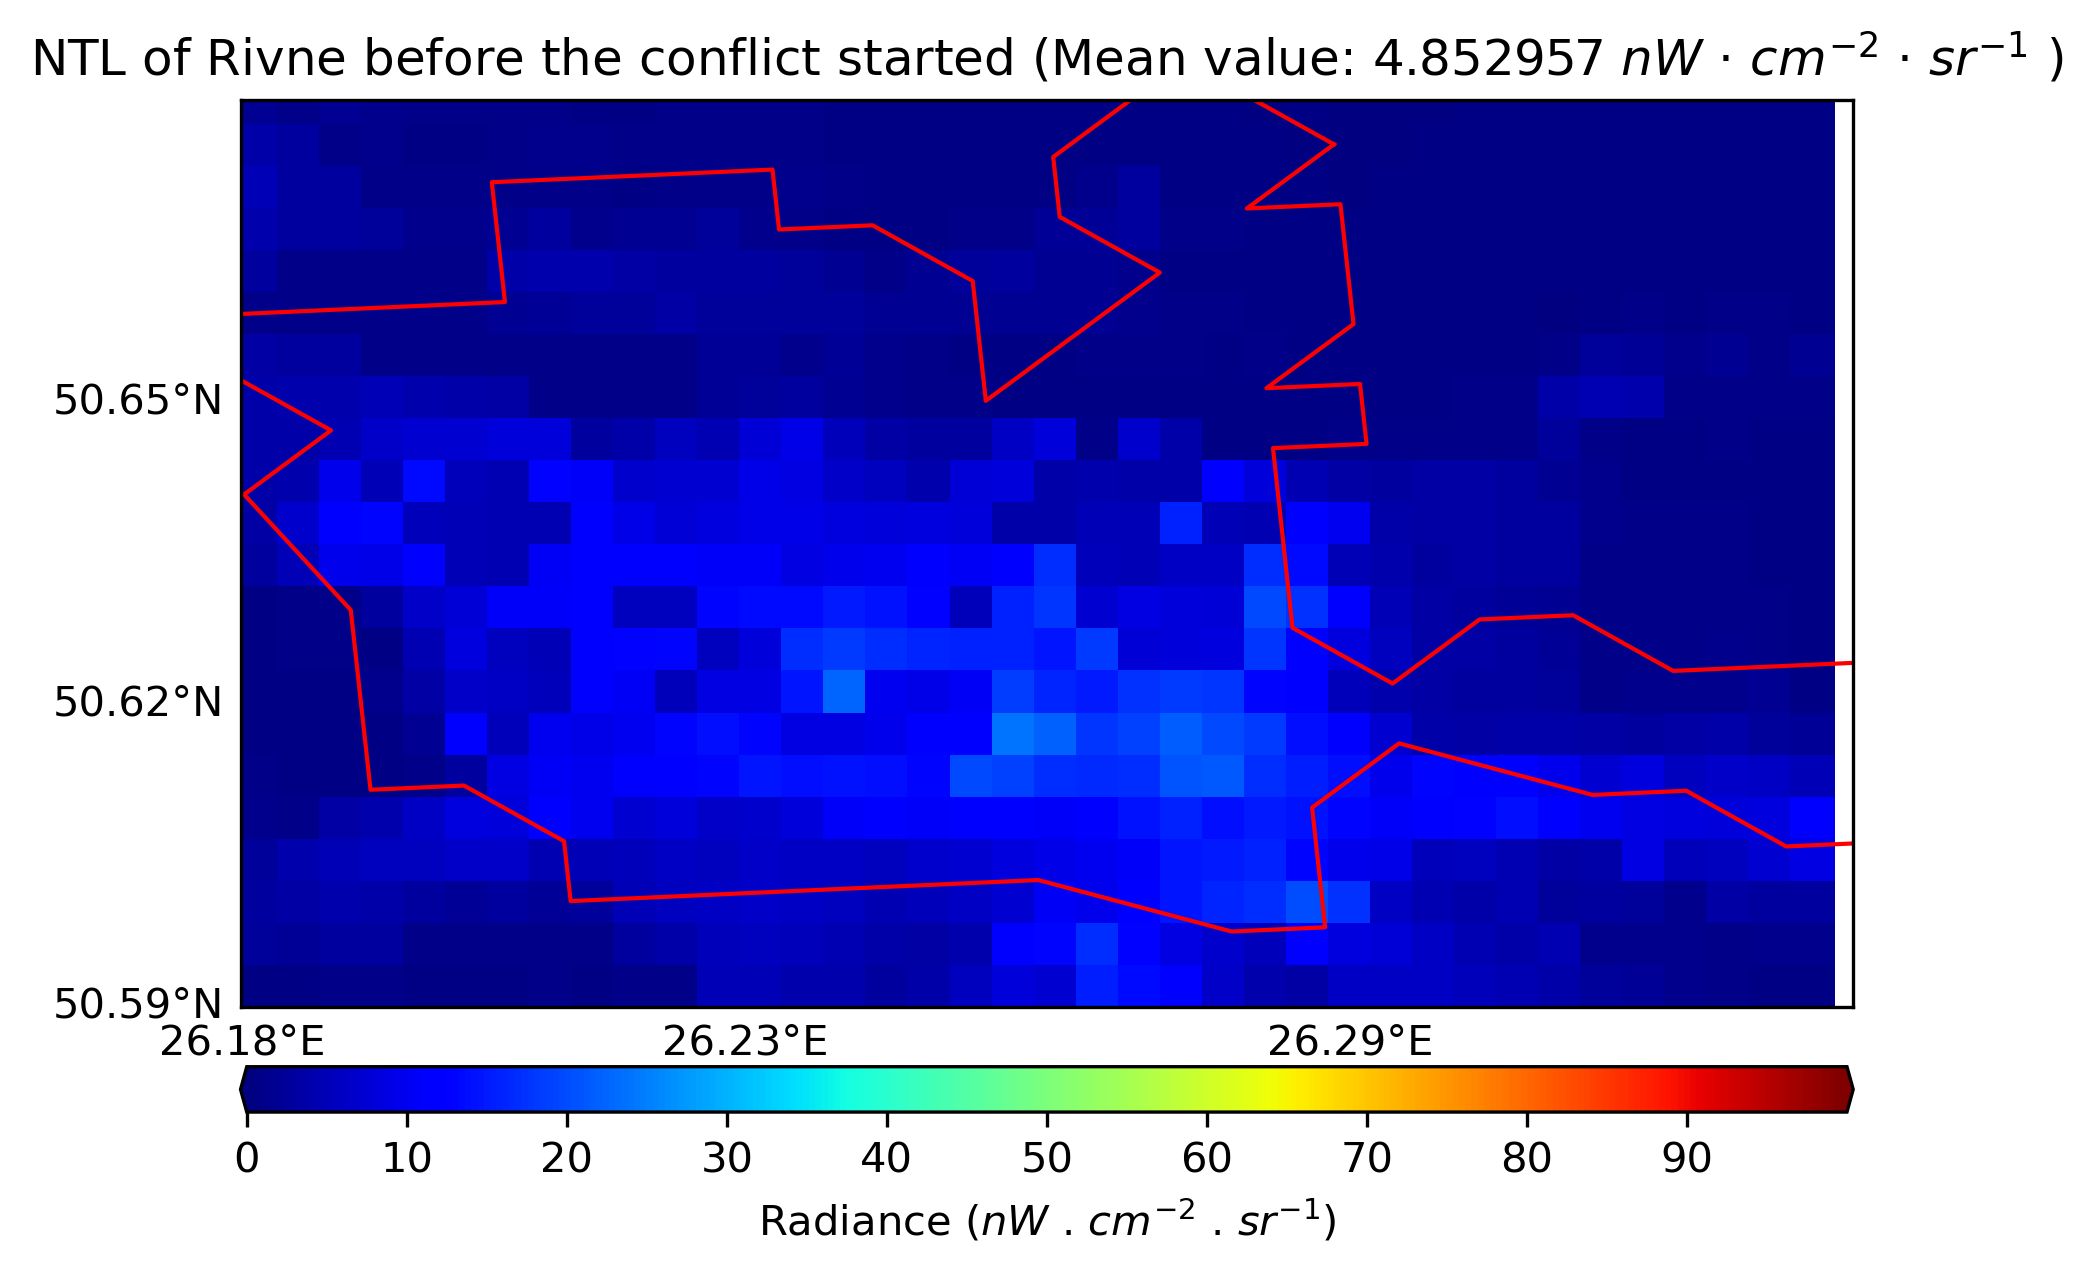 NTL of Rivne before the conflict started (Mean value: 4.852957 nW · cm⁻² · sr⁻¹ )
50.65°N
50.62°N
50.59°N
26.18°E 26.23°E 26.29°E
0 10 20 30 40 50 60 70 80 90
Radiance (nW . cm⁻² . sr⁻¹)